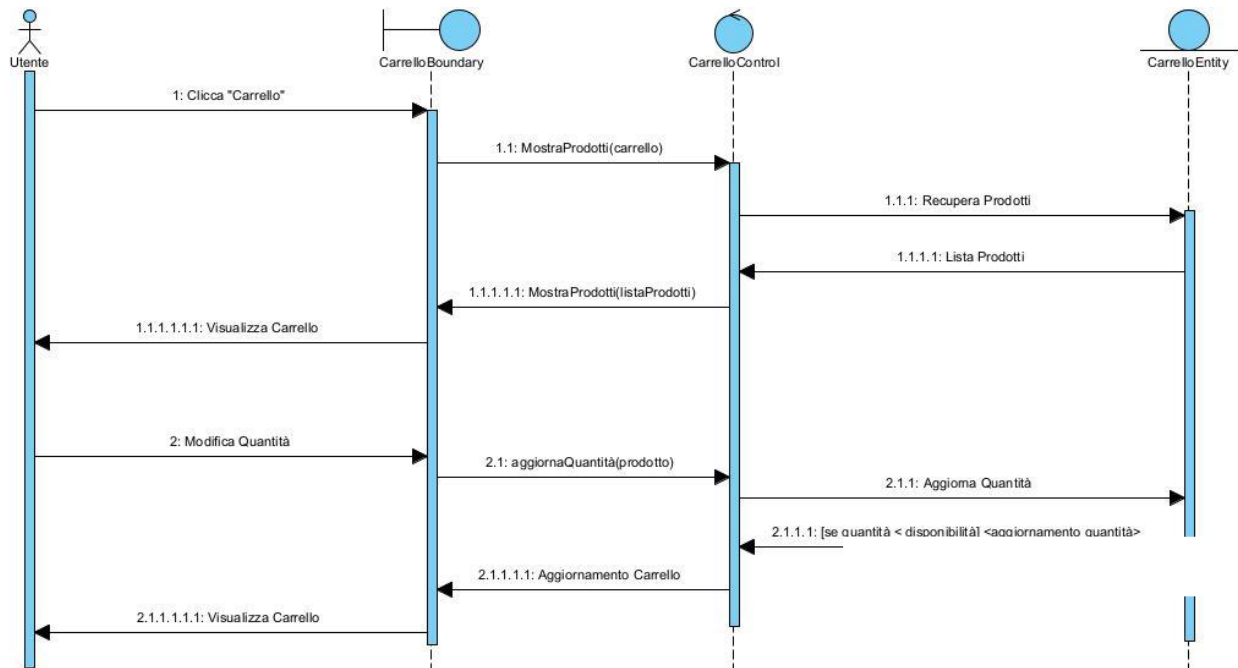 Utente
CarrelloBoundary
CarrelloControl
CarrelloEntity
1: Clicca "Carrello"
1.1: MostraProdotti(carrello)
1.1.1: Recupera Prodotti
1.1.1.1: Lista Prodotti
1.1.1.1.1: MostraProdotti(listaProdotti)
1.1.1.1.1.1: Visualizza Carrello
2: Modifica Quantità
2.1: aggiornaQuantità(prodotto)
2.1.1: Aggiorna Quantità
2.1.1.1: [se quantità < disponibilità] <aggiornamento quantità>
2.1.1.1.1: Aggiornamento Carrello
2.1.1.1.1.1: Visualizza Carrello